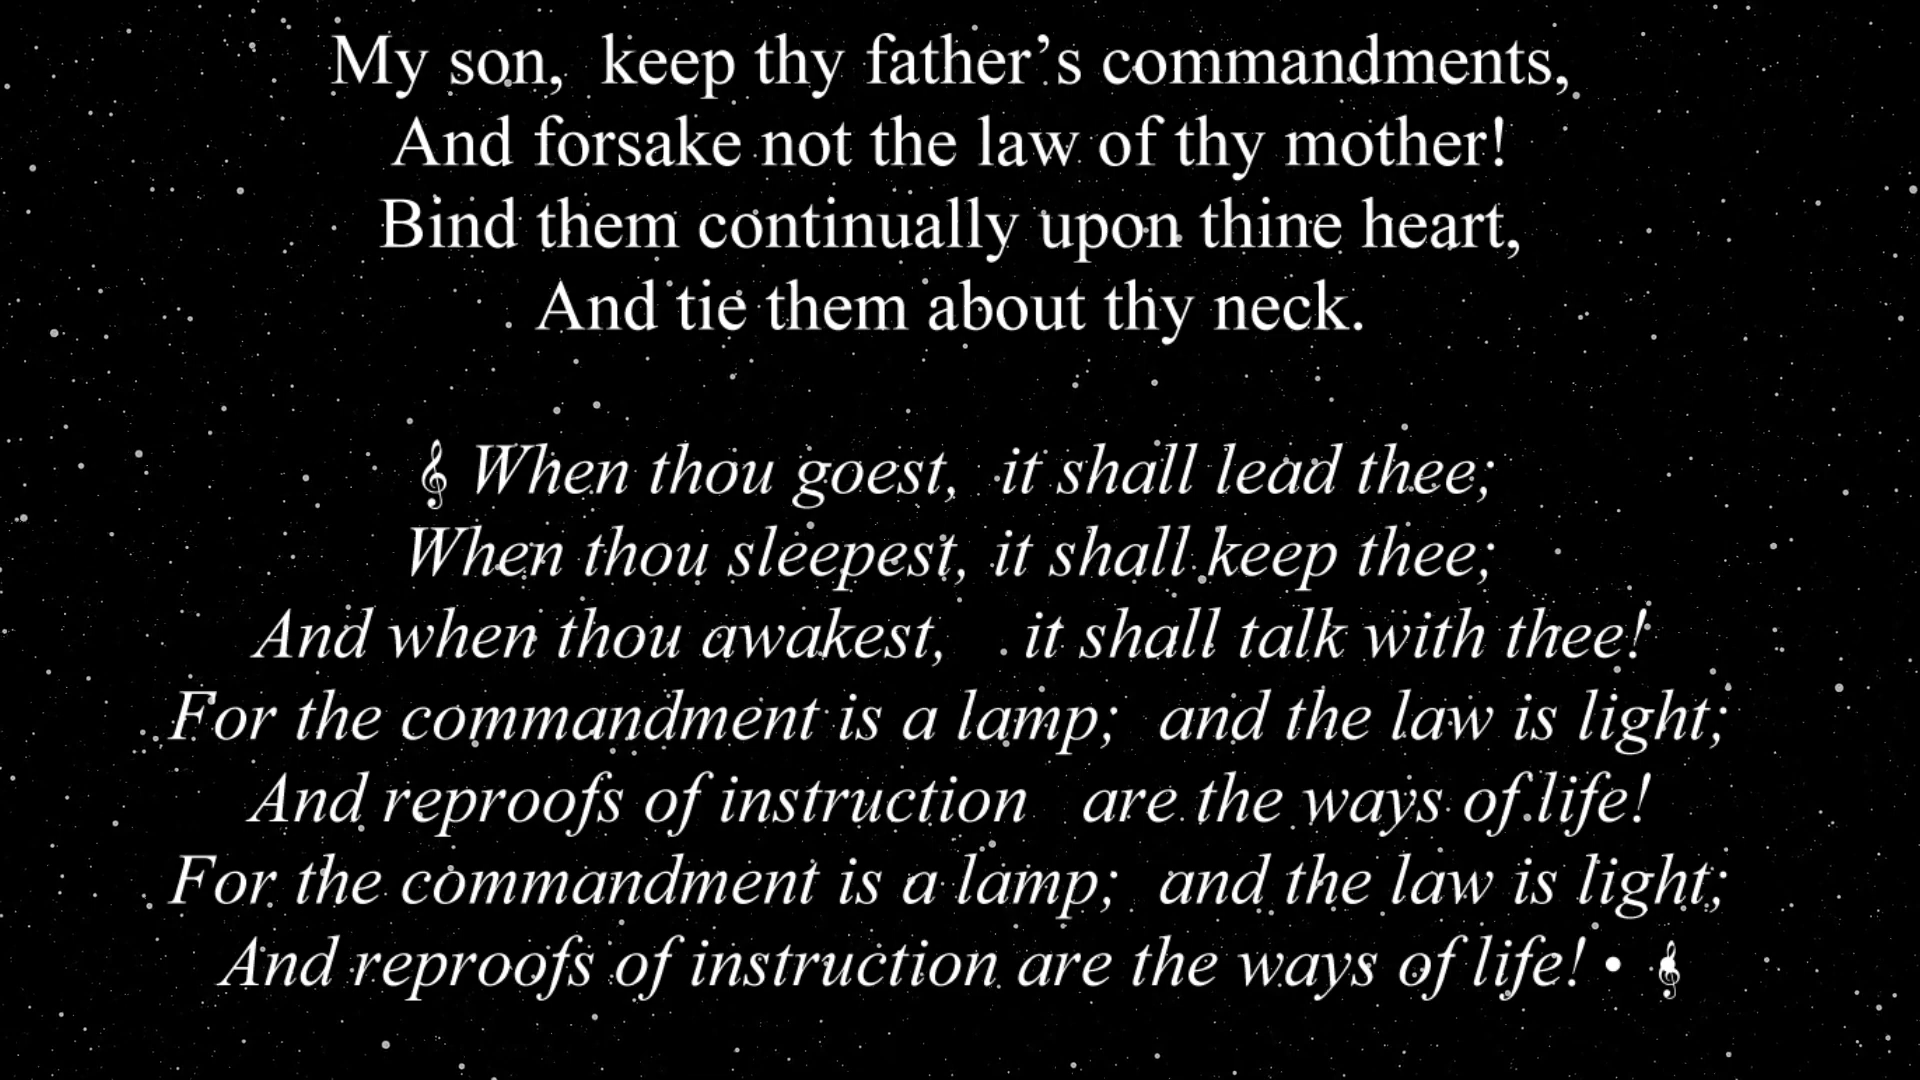 My son, keep thy father’s commandments,
And forsake not the law of thy mother!
Bind them continually upon thine heart,
And tie them about thy neck.
𝄞 When thou goest, it shall lead thee;
When thou sleepest, it shall keep thee;
And when thou awakest, it shall talk with thee!
For the commandment is a lamp; and the law is light;
And reproofs of instruction are the ways of life!
For the commandment is a lamp; and the law is light;
And reproofs of instruction are the ways of life! • 𝄞